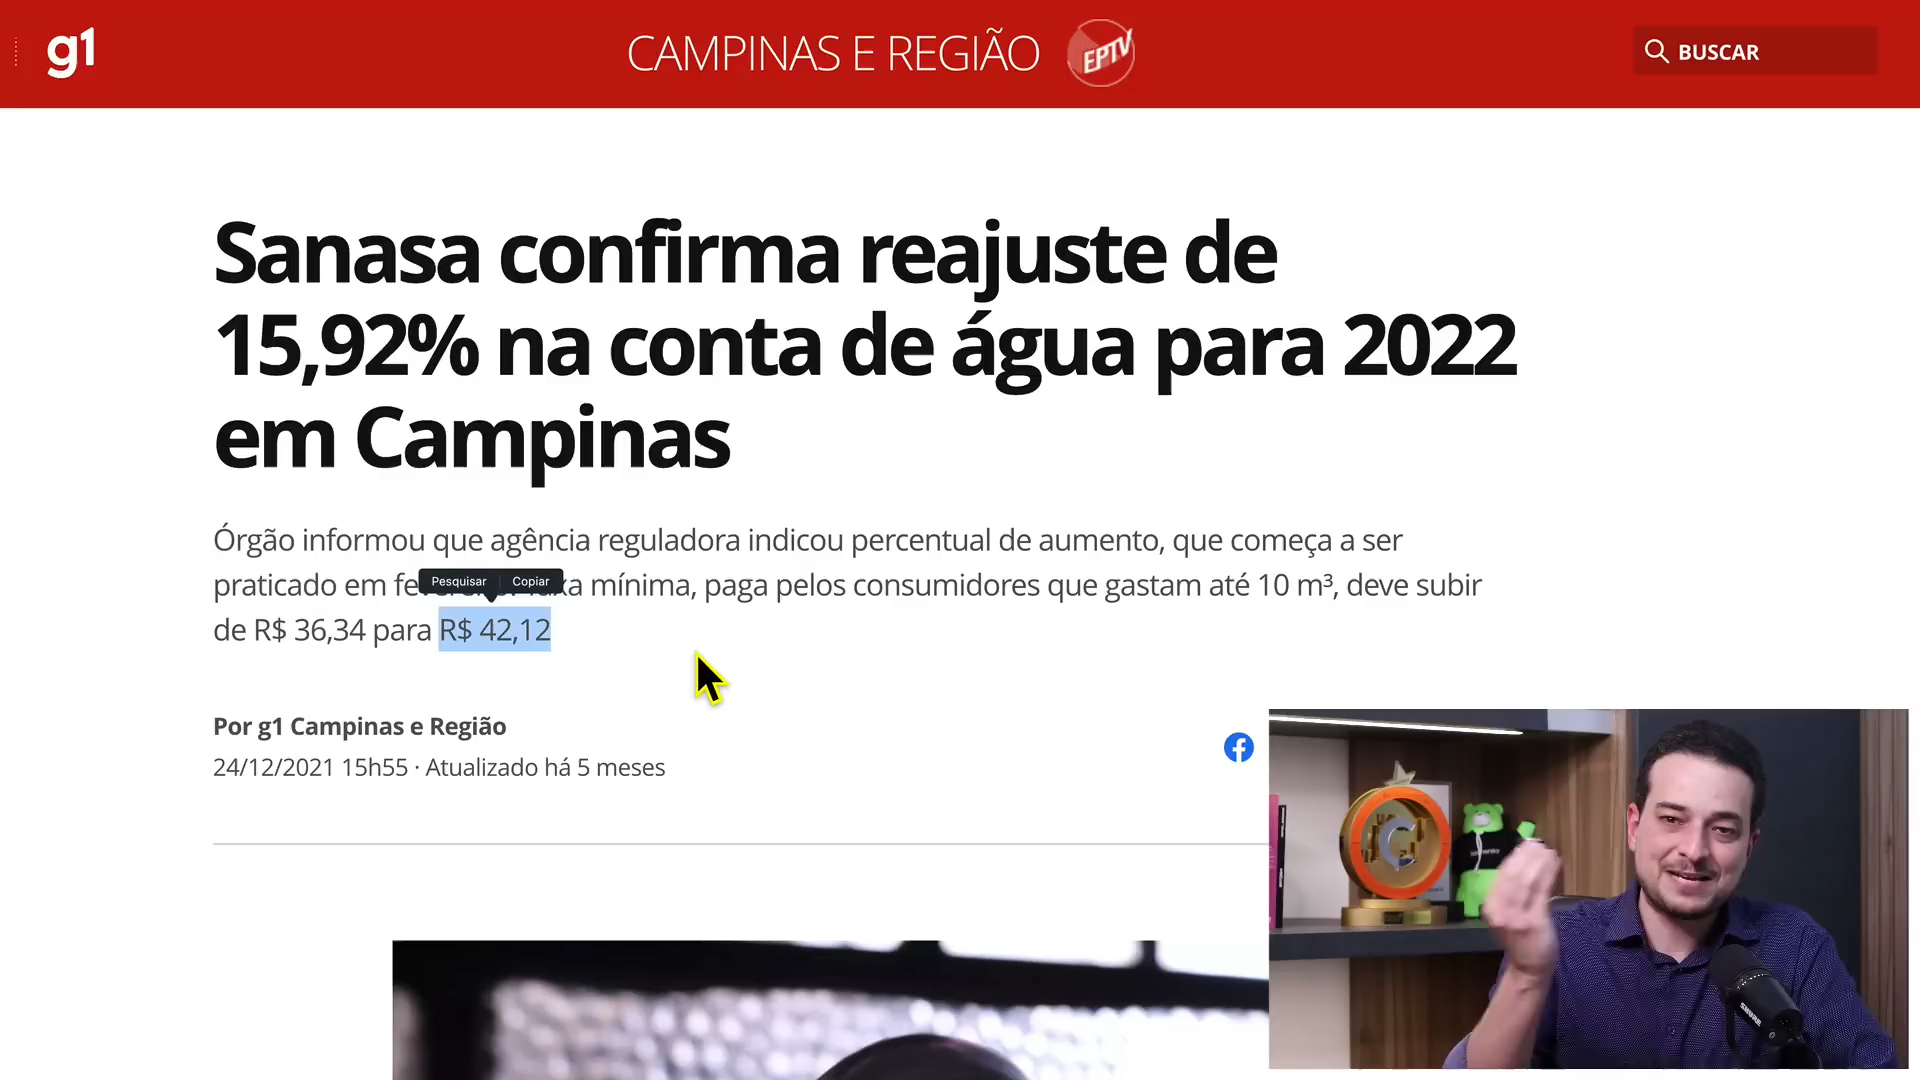 g1
CAMPINAS E REGIÃO
EPTV
BUSCAR
Sanasa confirma reajuste de
15,92% na conta de água para 2022
em Campinas
Órgão informou que agência reguladora indicou percentual de aumento, que começa a ser
Pesquisar Copiar
praticado em a mínima, paga pelos consumidores que gastam até 10 m³, deve subir
de R$ 36,34 para R$ 42,12
Por g1 Campinas e Região
24/12/2021 15h55 · Atualizado há 5 meses
SHURE